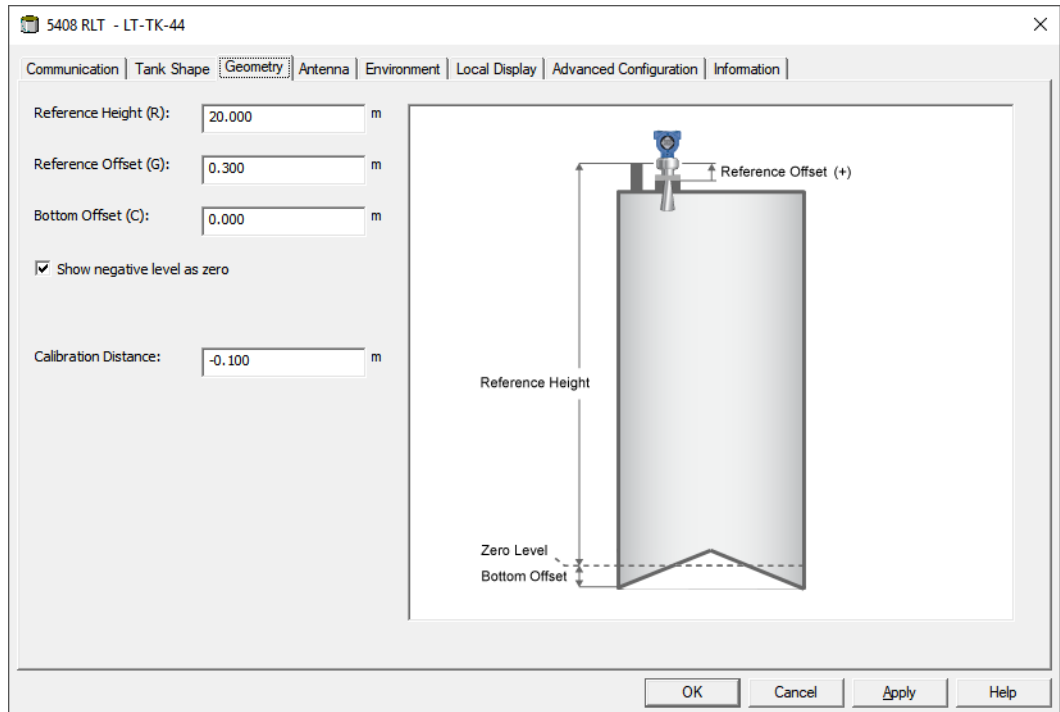 5408 RLT - LT-TK-44
Communication Tank Shape Geometry Antenna Environment Local Display Advanced Configuration Information
Reference Height (R): 20.000 m
Reference Offset (G): 0.300 m
Bottom Offset (C): 0.000 m
Show negative level as zero
Calibration Distance: -0.100 m
Reference Offset (+)
Reference Height
Zero Level
Bottom Offset
OK Cancel Apply Help